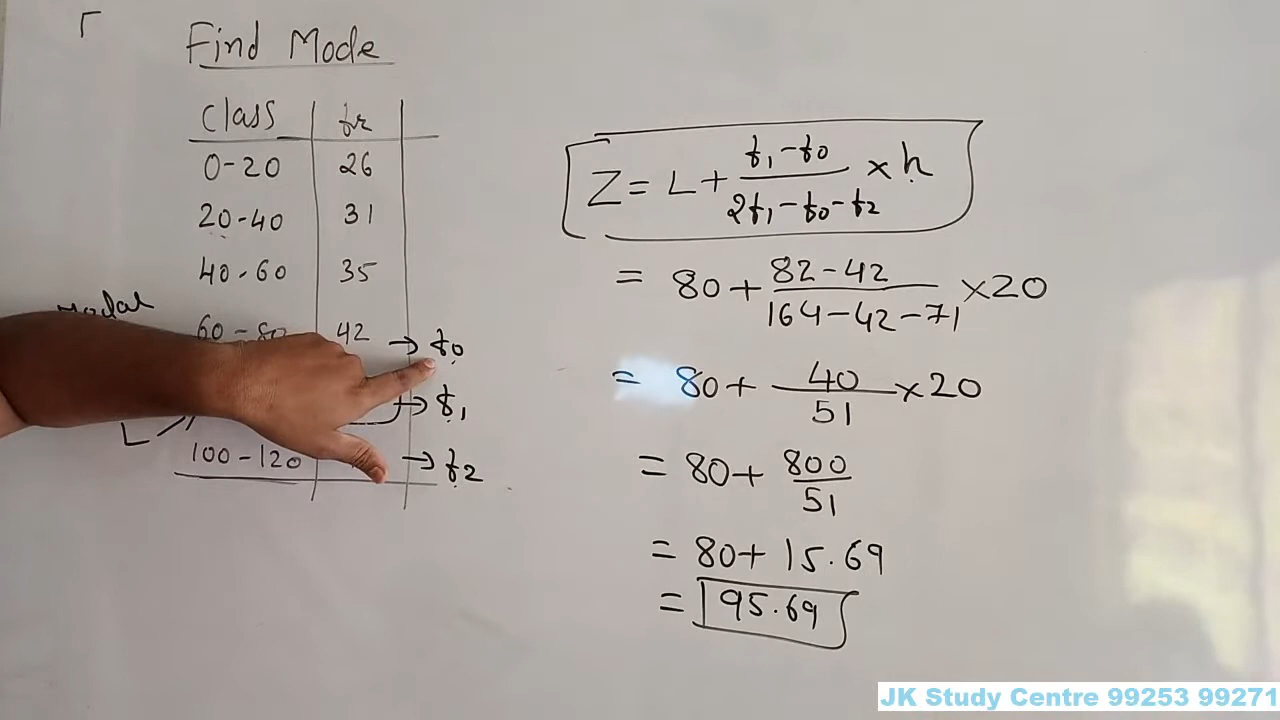 Find Mode
Class fr
0-20 26
20-40 31
40-60 35
Modal
60-80 42 → f0
→ f1
L
100-120 → f2
Z = L + (f1-f0)/(2f1-f0-f2) × h
= 80 + (82-42)/(164-42-71) ×20
= 80 + 40/51 ×20
= 80 + 800/51
= 80 + 15.69
= 95.69
JK Study Centre 99253 99271